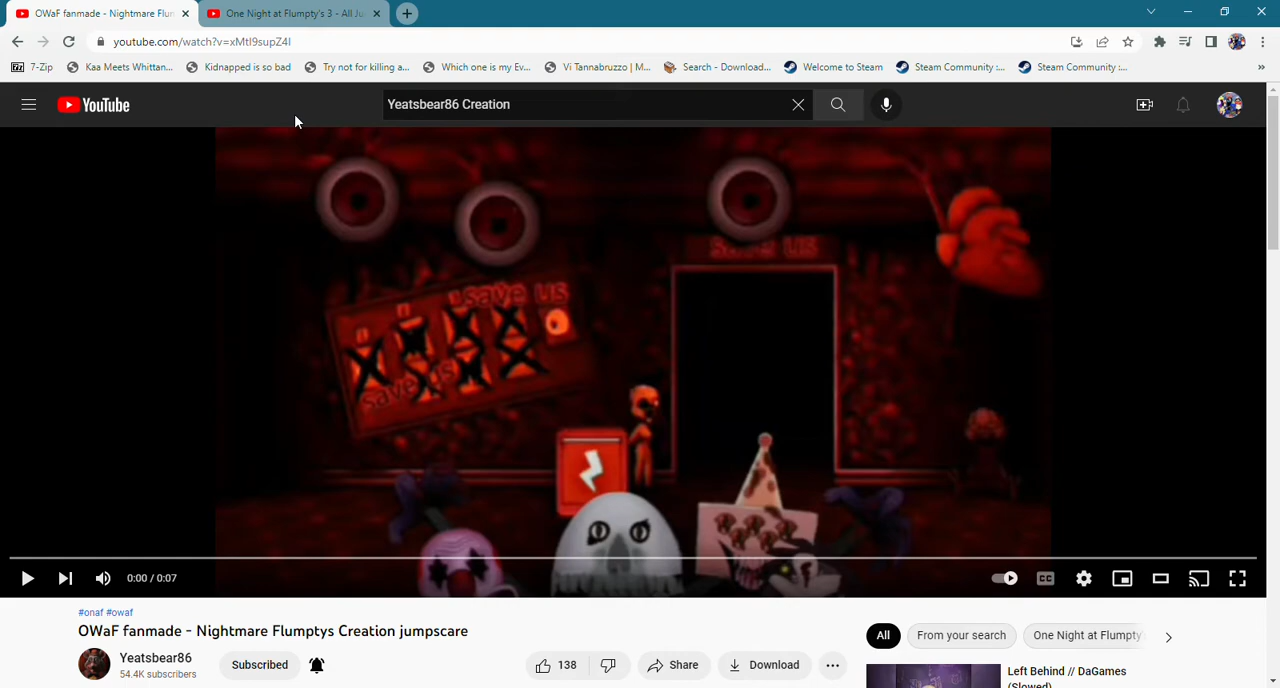 OWaF fanmade - Nightmare Flum
One Night at Flumpty's 3 - All Ju
youtube.com/watch?v=xMtI9supZ4I
7-Zip
Kaa Meets Whittan...
Kidnapped is so bad
Try not for killing a...
Which one is my Ev...
Vi Tannabruzzo | M...
Search - Download...
Welcome to Steam
Steam Community :...
Steam Community :...
»
YouTube
Yeatsbear86 Creation
save us
save us
save us
0:00 / 0:07
CC
#onaf #owaf
OWaF fanmade - Nightmare Flumptys Creation jumpscare
Yeatsbear86
54.4K subscribers
Subscribed
138
Share
Download
All
From your search
One Night at Flumpty
Left Behind // DaGames
(Slowed)